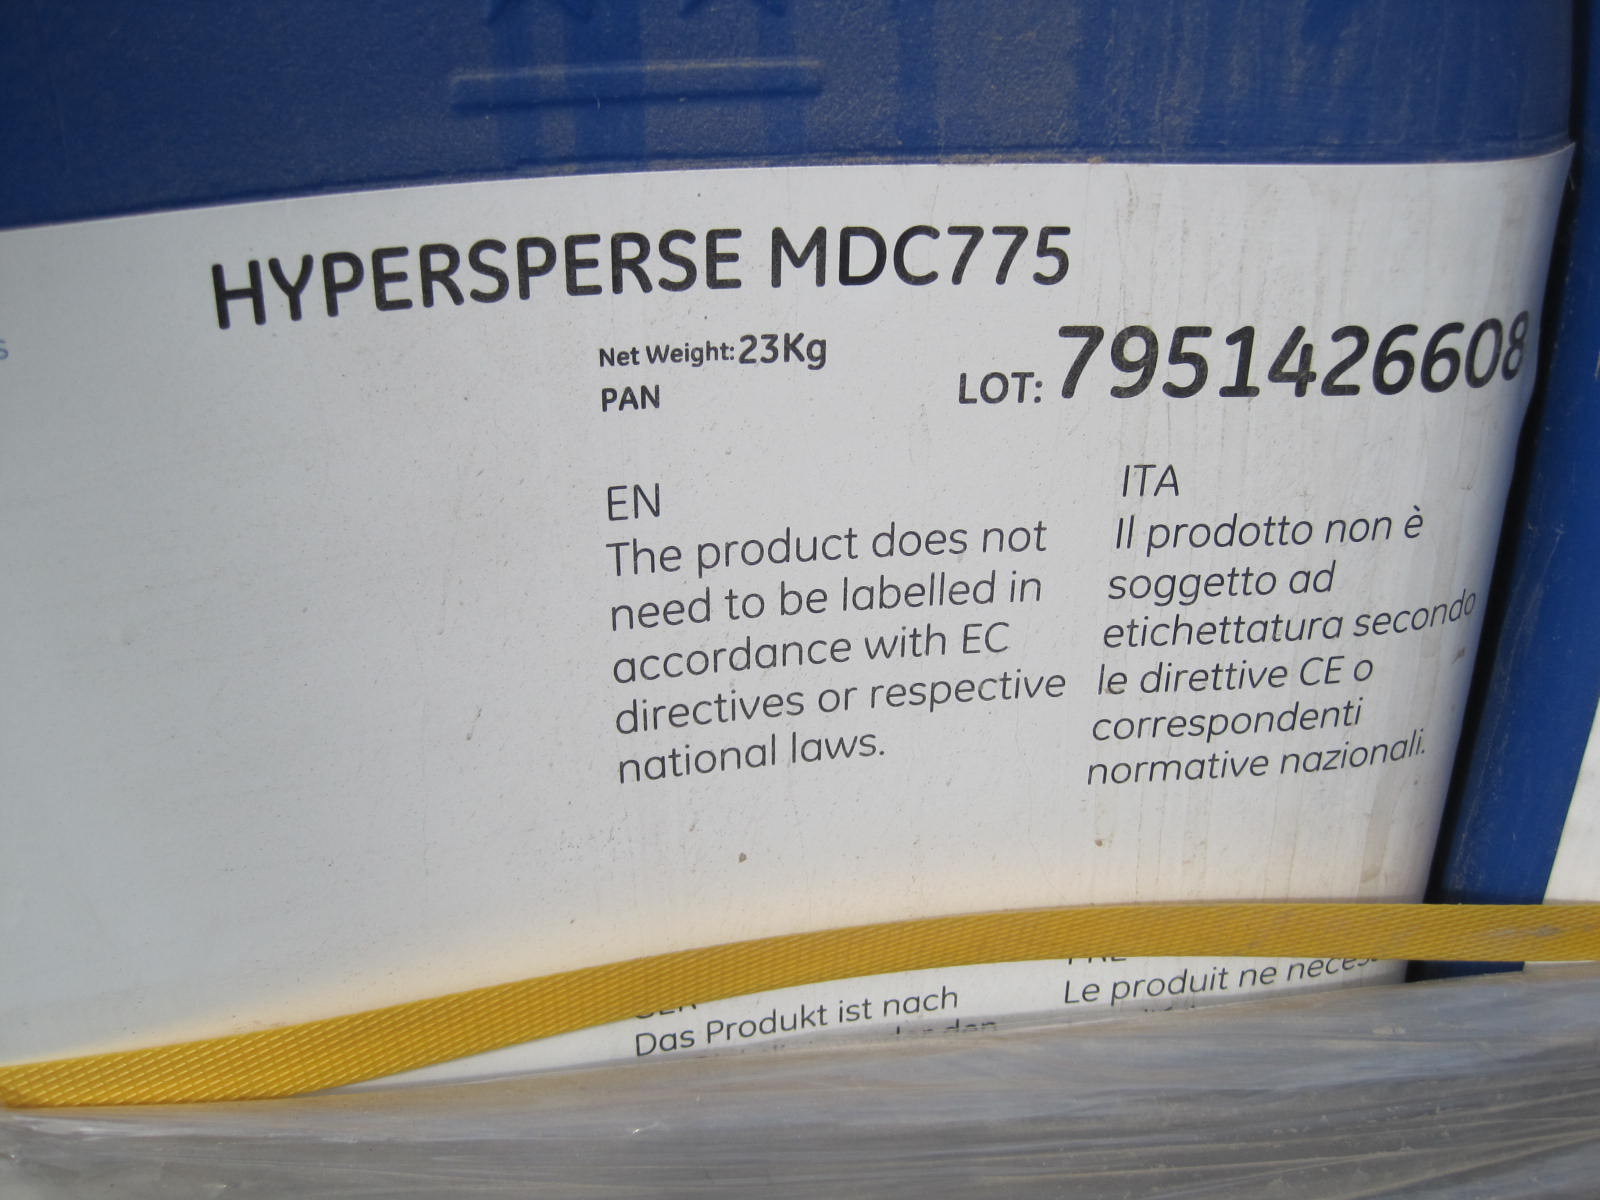 HYPERSPERSE MDC775
Net Weight: 23Kg
PAN
LOT: 7951426608
EN
The product does not
need to be labelled in
accordance with EC
directives or respective
national laws.
ITA
Il prodotto non è
soggetto ad
etichettatura secondo
le direttive CE o
correspondenti
normative nazionali.
Das Produkt ist nach
Le produit ne